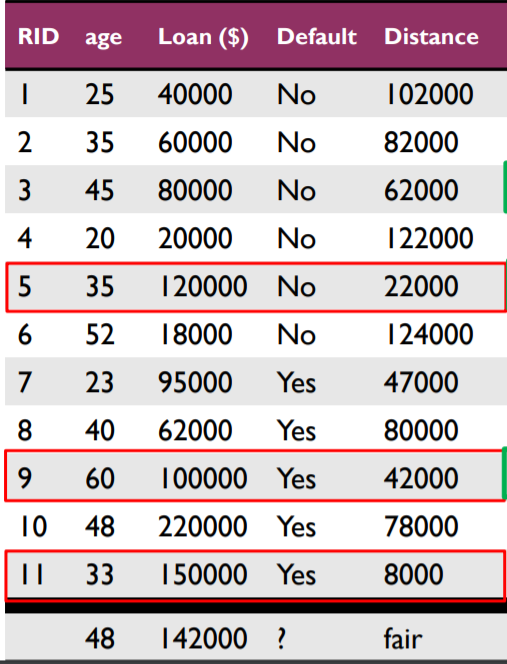 RID age Loan ($) Default Distance
1 25 40000 No 102000
2 35 60000 No 82000
3 45 80000 No 62000
4 20 20000 No 122000
5 35 120000 No 22000
6 52 18000 No 124000
7 23 95000 Yes 47000
8 40 62000 Yes 80000
9 60 100000 Yes 42000
10 48 220000 Yes 78000
11 33 150000 Yes 8000
48 142000 ? fair